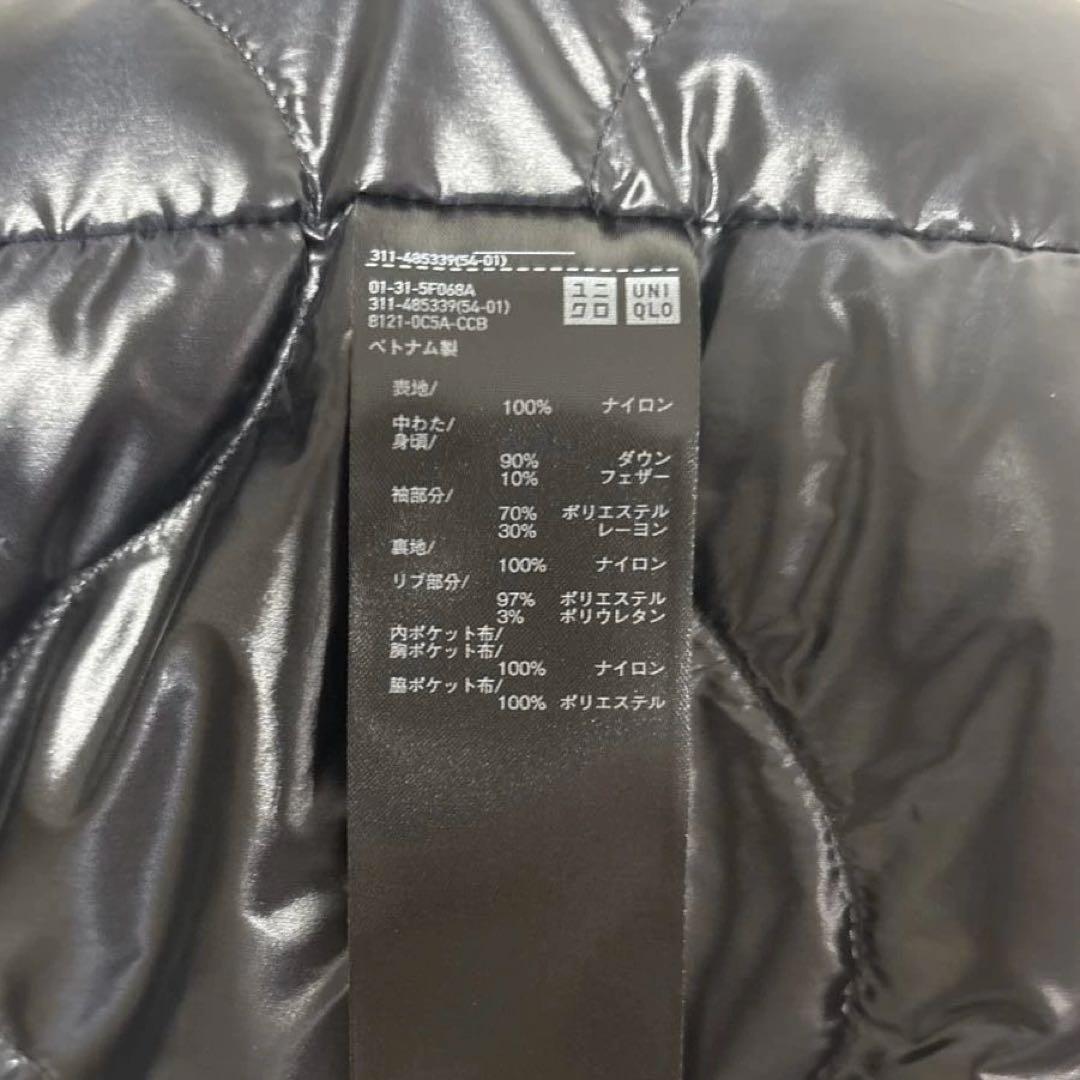 311-485339(54-01)
01-31-5F068A
311-485339(54-01)
8121-0C5A-CCB
ベトナム製
ユニ
クロ
UNI
QLO
表地/
100% ナイロン
中わた/
身頃/
90% ダウン
10% フェザー
袖部分/
70% ポリエステル
30% レーヨン
裏地/
100% ナイロン
リブ部分/
97% ポリエステル
3% ポリウレタン
内ポケット布/
胸ポケット布/
100% ナイロン
脇ポケット布/
100% ポリエステル